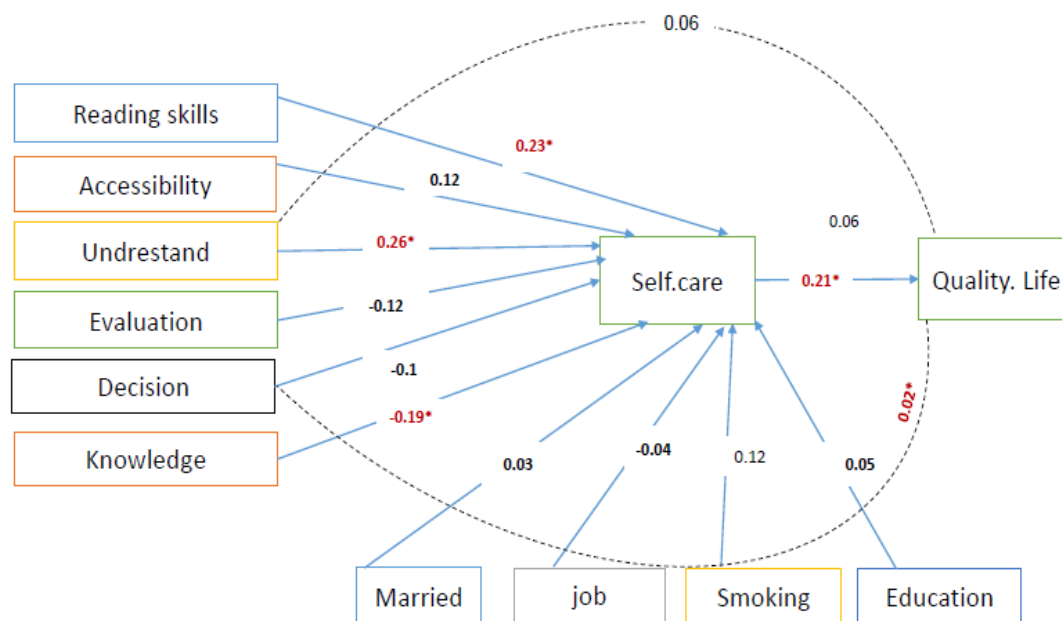 0.06
Reading skills
0.23*
Accessibility
0.12
0.06
Undrestand
0.26*
Self.care
0.21*
Quality. Life
Evaluation
-0.12
Decision
-0.1
0.02*
Knowledge
-0.19*
0.03
-0.04
0.12
0.05
Married
job
Smoking
Education